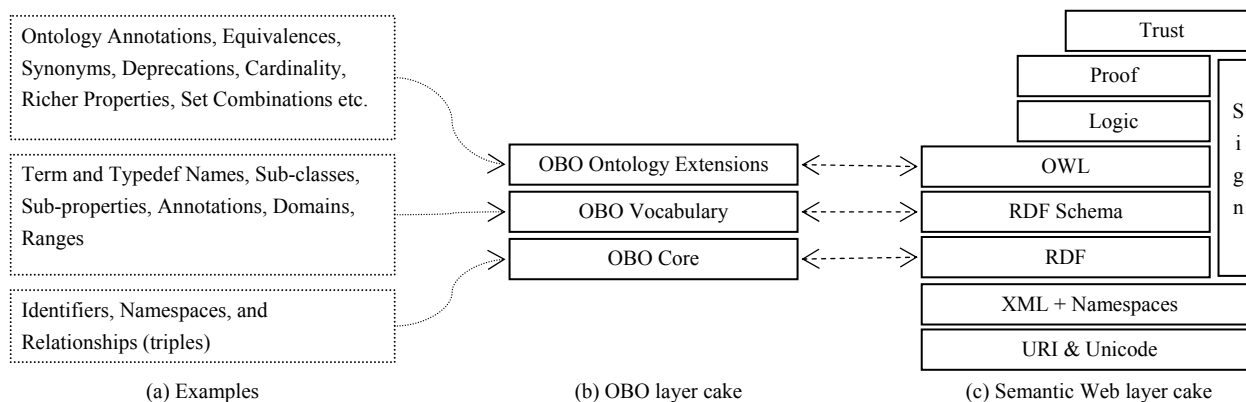 Ontology Annotations, Equivalences,
Synonyms, Deprecations, Cardinality,
Richer Properties, Set Combinations etc.
Term and Typedef Names, Sub-classes,
Sub-properties, Annotations, Domains,
Ranges
Identifiers, Namespaces, and
Relationships (triples)
(a) Examples
OBO Ontology Extensions
OBO Vocabulary
OBO Core
(b) OBO layer cake
Trust
Proof
Logic
OWL
RDF Schema
RDF
S
i
g
n
XML + Namespaces
URI & Unicode
(c) Semantic Web layer cake